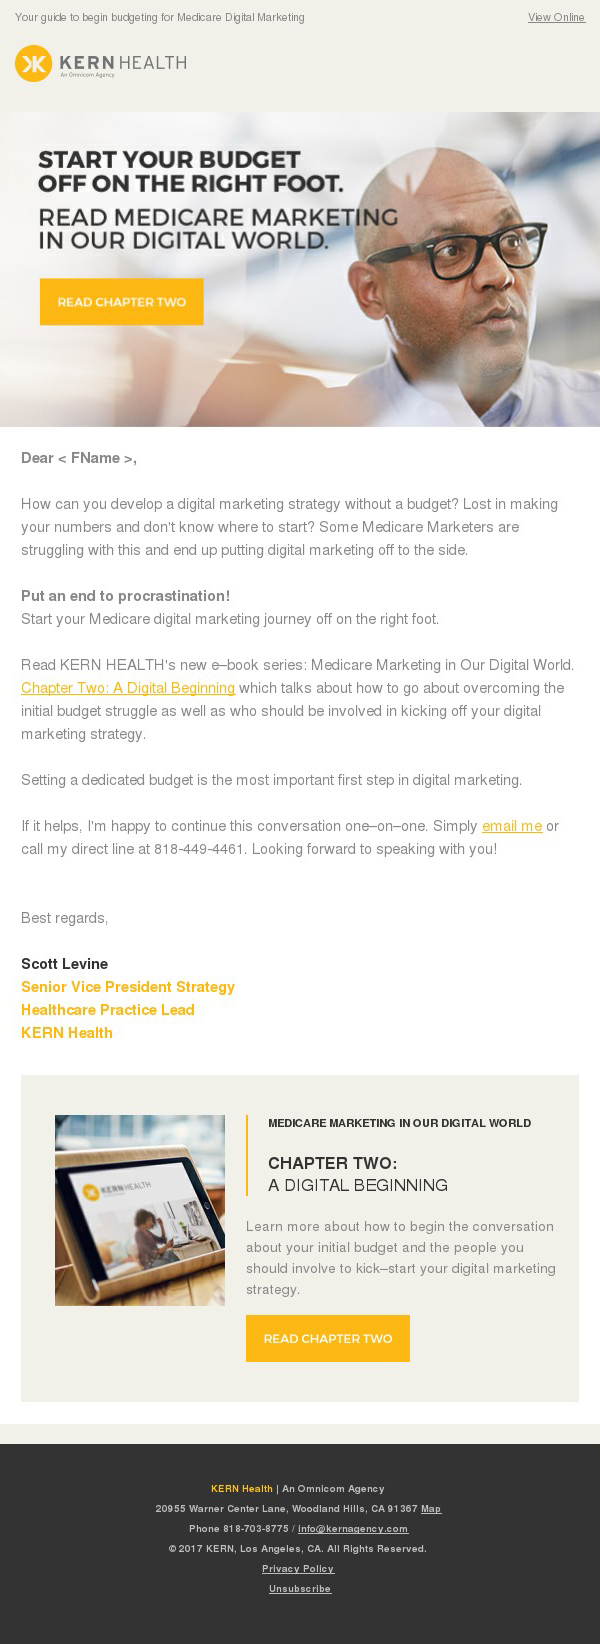 Your guide to begin budgeting for Medicare Digital Marketing
View Online
KERN HEALTH
An Omnicom Agency
START YOUR BUDGET
OFF ON THE RIGHT FOOT.
READ MEDICARE MARKETING
IN OUR DIGITAL WORLD.
READ CHAPTER TWO
Dear < FName >,
How can you develop a digital marketing strategy without a budget? Lost in making
your numbers and don't know where to start? Some Medicare Marketers are
struggling with this and end up putting digital marketing off to the side.
Put an end to procrastination!
Start your Medicare digital marketing journey off on the right foot.
Read KERN HEALTH's new e–book series: Medicare Marketing in Our Digital World.
Chapter Two: A Digital Beginning which talks about how to go about overcoming the
initial budget struggle as well as who should be involved in kicking off your digital
marketing strategy.
Setting a dedicated budget is the most important first step in digital marketing.
If it helps, I'm happy to continue this conversation one–on–one. Simply email me or
call my direct line at 818-449-4461. Looking forward to speaking with you!
Best regards,
Scott Levine
Senior Vice President Strategy
Healthcare Practice Lead
KERN Health
KERN HEALTH
MEDICARE MARKETING IN OUR DIGITAL WORLD
CHAPTER TWO:
A DIGITAL BEGINNING
Learn more about how to begin the conversation
about your initial budget and the people you
should involve to kick–start your digital marketing
strategy.
READ CHAPTER TWO
KERN Health | An Omnicom Agency
20955 Warner Center Lane, Woodland Hills, CA 91367 Map
Phone 818-703-8775 / Info@kernagency.com
© 2017 KERN, Los Angeles, CA. All Rights Reserved.
Privacy Policy
Unsubscribe